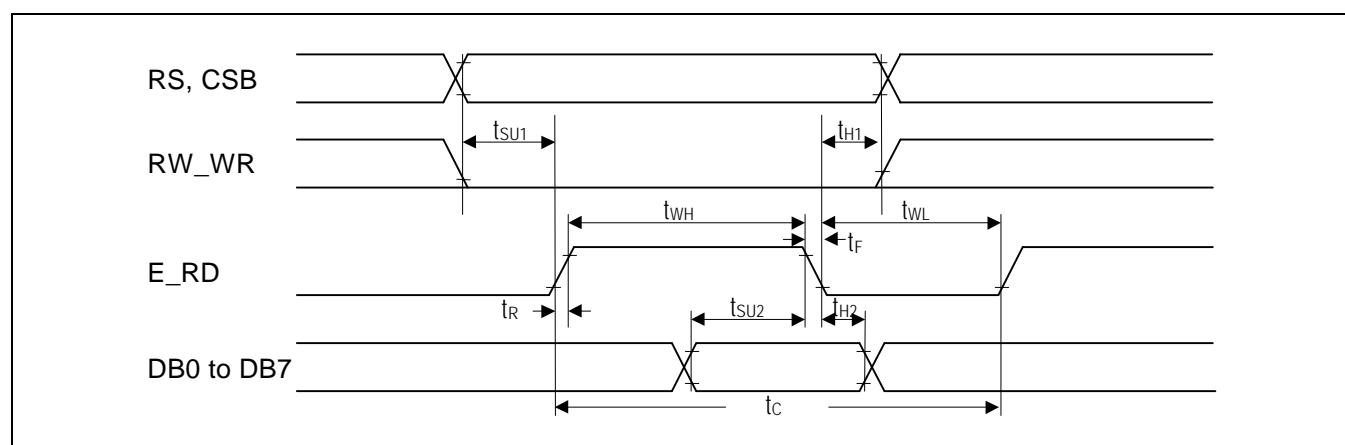 RS, CSB
tSU1
tH1
RW_WR
tWH
tWL
tF
E_RD
tR
tSU2
tH2
DB0 to DB7
tC